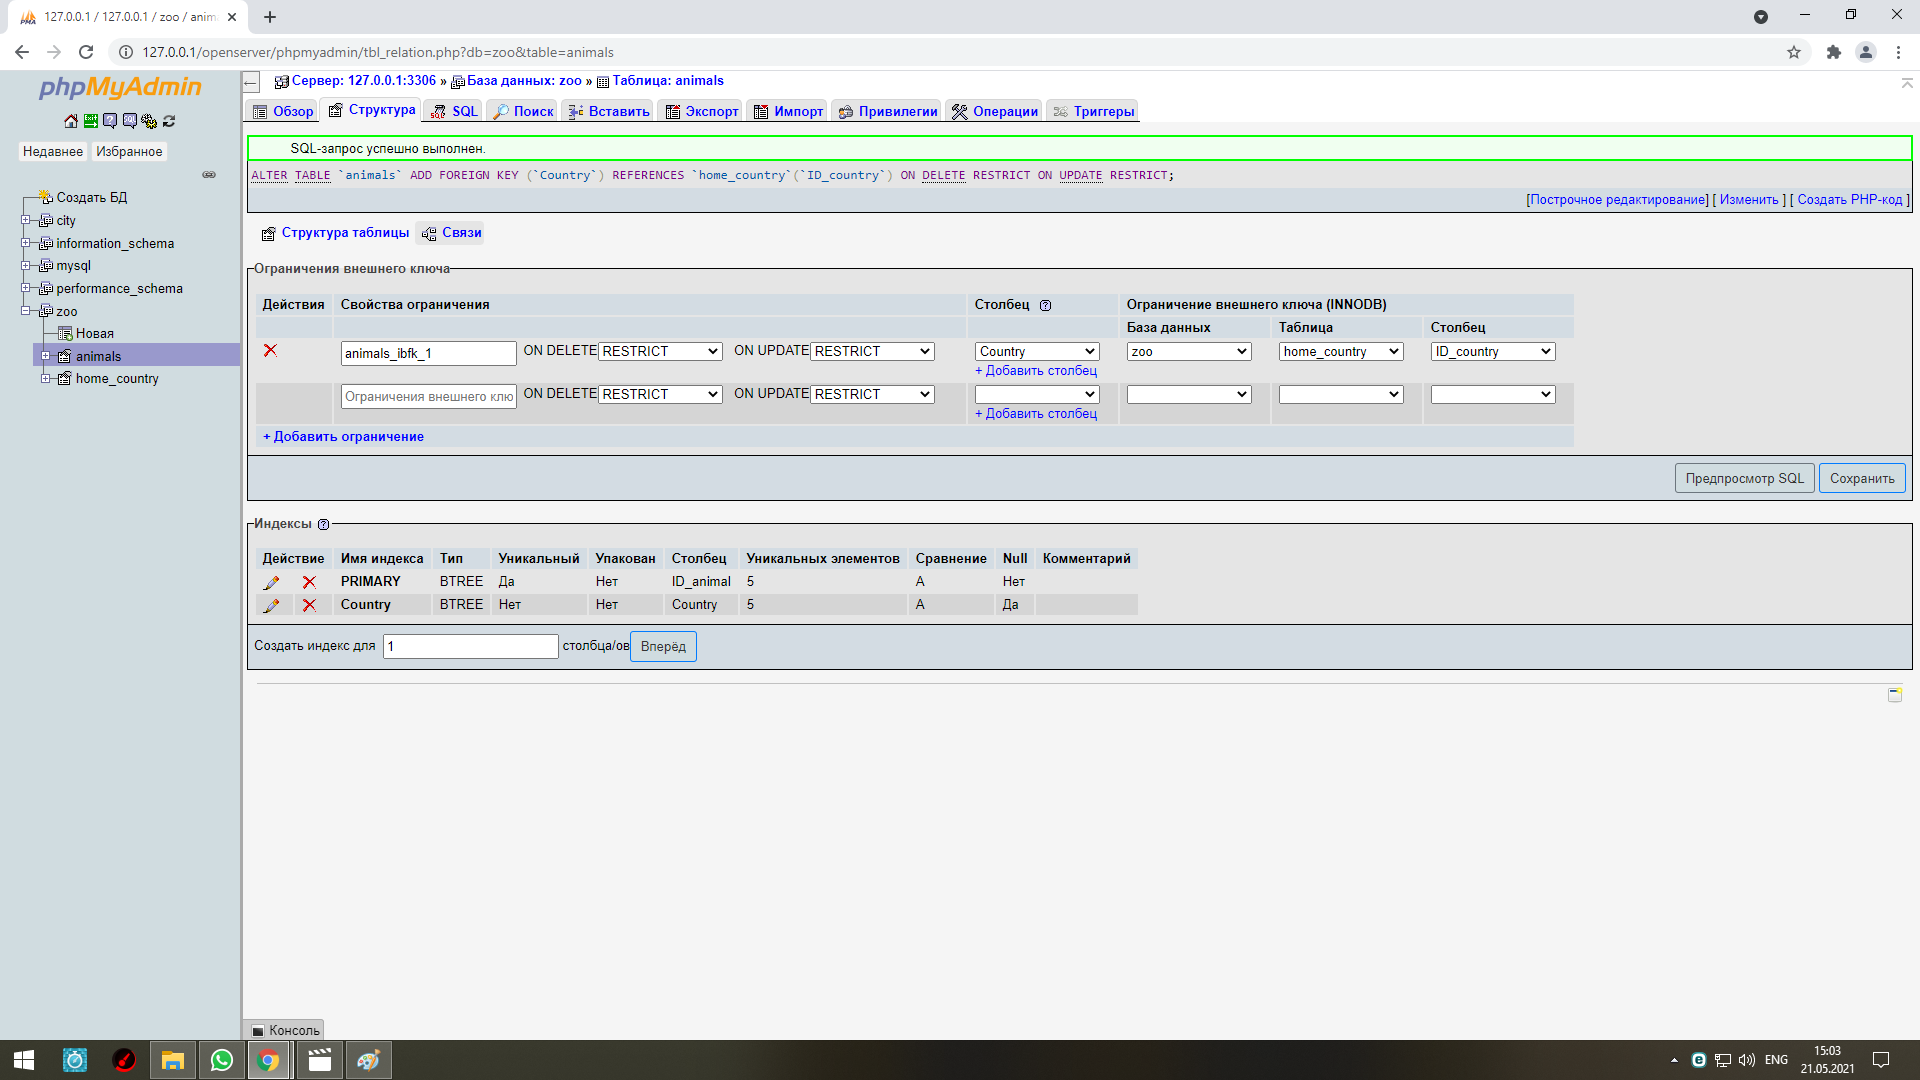 127.0.0.1 / 127.0.0.1 / zoo / anim
127.0.0.1/openserver/phpmyadmin/tbl_relation.php?db=zoo&table=animals
phpMyAdmin
Недавнее Избранное
Создать БД
city
information_schema
mysql
performance_schema
zoo
Новая
animals
home_country
Сервер: 127.0.0.1:3306 » База данных: zoo » Таблица: animals
Обзор Структура SQL Поиск Вставить Экспорт Импорт Привилегии Операции Триггеры
SQL-запрос успешно выполнен.
ALTER TABLE `animals` ADD FOREIGN KEY (`Country`) REFERENCES `home_country`(`ID_country`) ON DELETE RESTRICT ON UPDATE RESTRICT;
[Построчное редактирование] [ Изменить ] [ Создать PHP-код ]
Структура таблицы Связи
Ограничения внешнего ключа
Действия Свойства ограничения Столбец Ограничение внешнего ключа (INNODB)
База данных Таблица Столбец
animals_ibfk_1 ON DELETE RESTRICT ON UPDATE RESTRICT Country zoo home_country ID_country
+ Добавить столбец
Ограничения внешнего клю ON DELETE RESTRICT ON UPDATE RESTRICT
+ Добавить столбец
+ Добавить ограничение
Предпросмотр SQL Сохранить
Индексы
Действие Имя индекса Тип Уникальный Упакован Столбец Уникальных элементов Сравнение Null Комментарий
PRIMARY BTREE Да Нет ID_animal 5 A Нет
Country BTREE Нет Нет Country 5 A Да
Создать индекс для 1 столбца/ов Вперёд
Консоль
ENG
15:03
21.05.2021